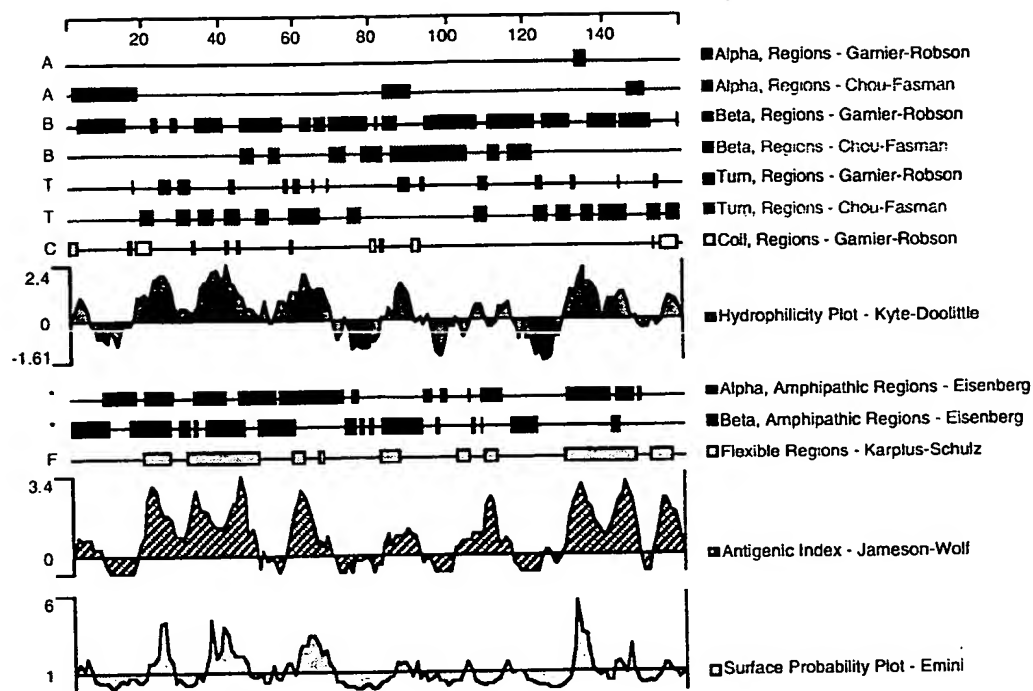 20 40 60 80 100 120 140
A Alpha, Regions - Garnier-Robson
A Alpha, Regions - Chou-Fasman
B Beta, Regions - Garnier-Robson
B Beta, Regions - Chou-Fasman
T Turn, Regions - Garnier-Robson
T Turn, Regions - Chou-Fasman
C Coil, Regions - Garnier-Robson
2.4
0
-1.61
Hydrophilicity Plot - Kyte-Doolittle
* Alpha, Amphipathic Regions - Eisenberg
* Beta, Amphipathic Regions - Eisenberg
F Flexible Regions - Karplus-Schulz
3.4
0
Antigenic Index - Jameson-Wolf
6
1
Surface Probability Plot - Emini